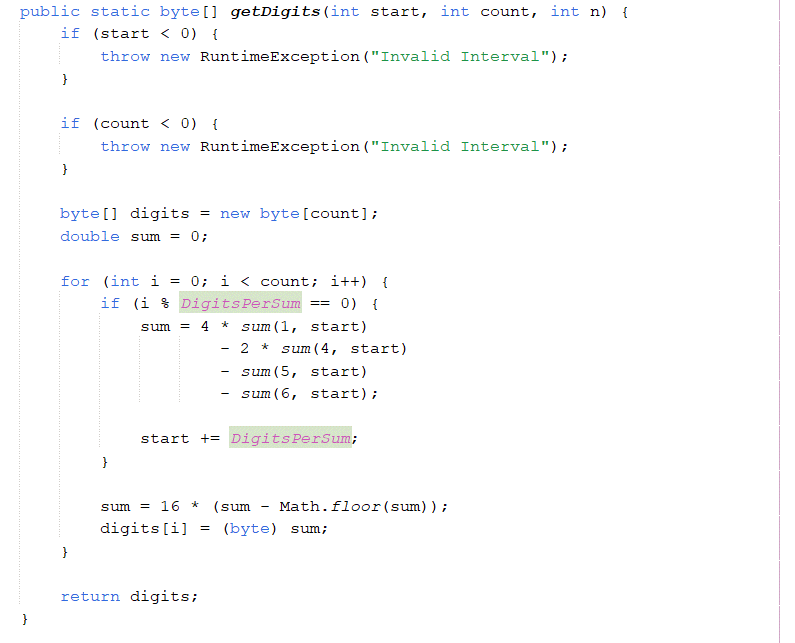 public static byte[] getDigits(int start, int count, int n) {
    if (start < 0) {
        throw new RuntimeException("Invalid Interval");
    }

    if (count < 0) {
        throw new RuntimeException("Invalid Interval");
    }

    byte[] digits = new byte[count];
    double sum = 0;

    for (int i = 0; i < count; i++) {
        if (i % DigitsPerSum == 0) {
            sum = 4 * sum(1, start)
                    - 2 * sum(4, start)
                    - sum(5, start)
                    - sum(6, start);

            start += DigitsPerSum;
        }

        sum = 16 * (sum - Math.floor(sum));
        digits[i] = (byte) sum;
    }

    return digits;
}